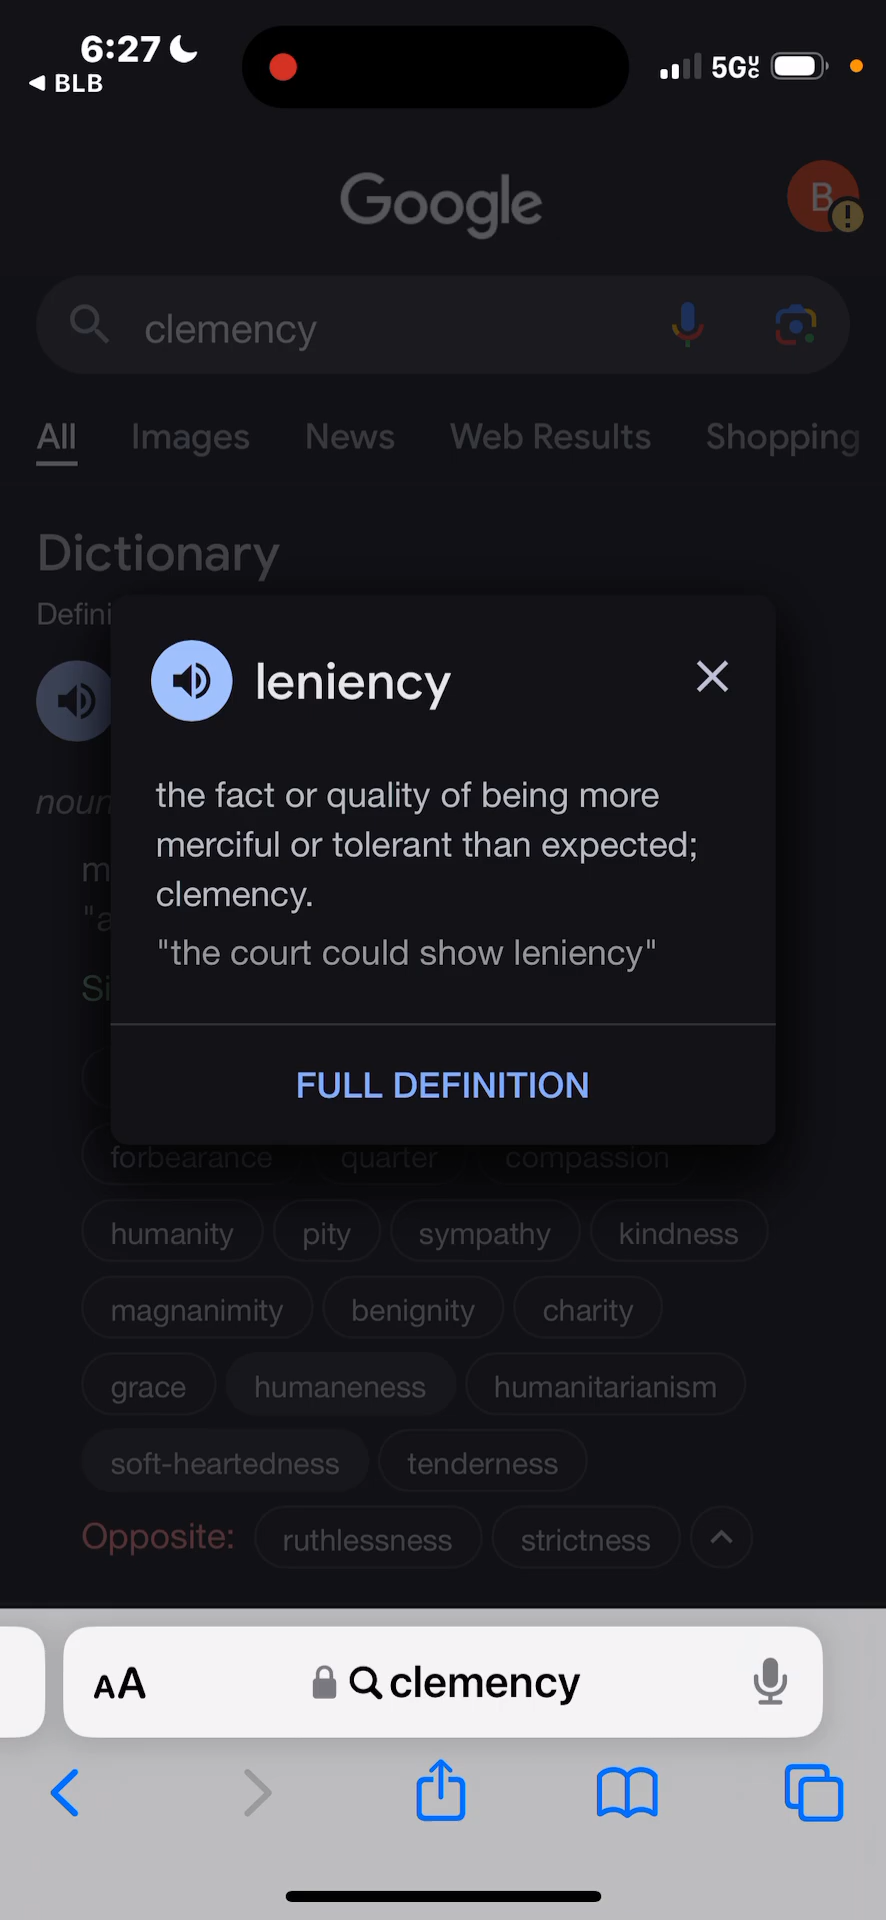 6:27
BLB
5G UC
Google
B
clemency
All Images News Web Results Shopping
Dictionary
leniency
noun
the fact or quality of being more
merciful or tolerant than expected;
clemency.
"the court could show leniency"
FULL DEFINITION
forbearance quarter compassion
humanity pity sympathy kindness
magnanimity benignity charity
grace humaneness humanitarianism
soft-heartedness tenderness
Opposite: ruthlessness strictness
AA clemency